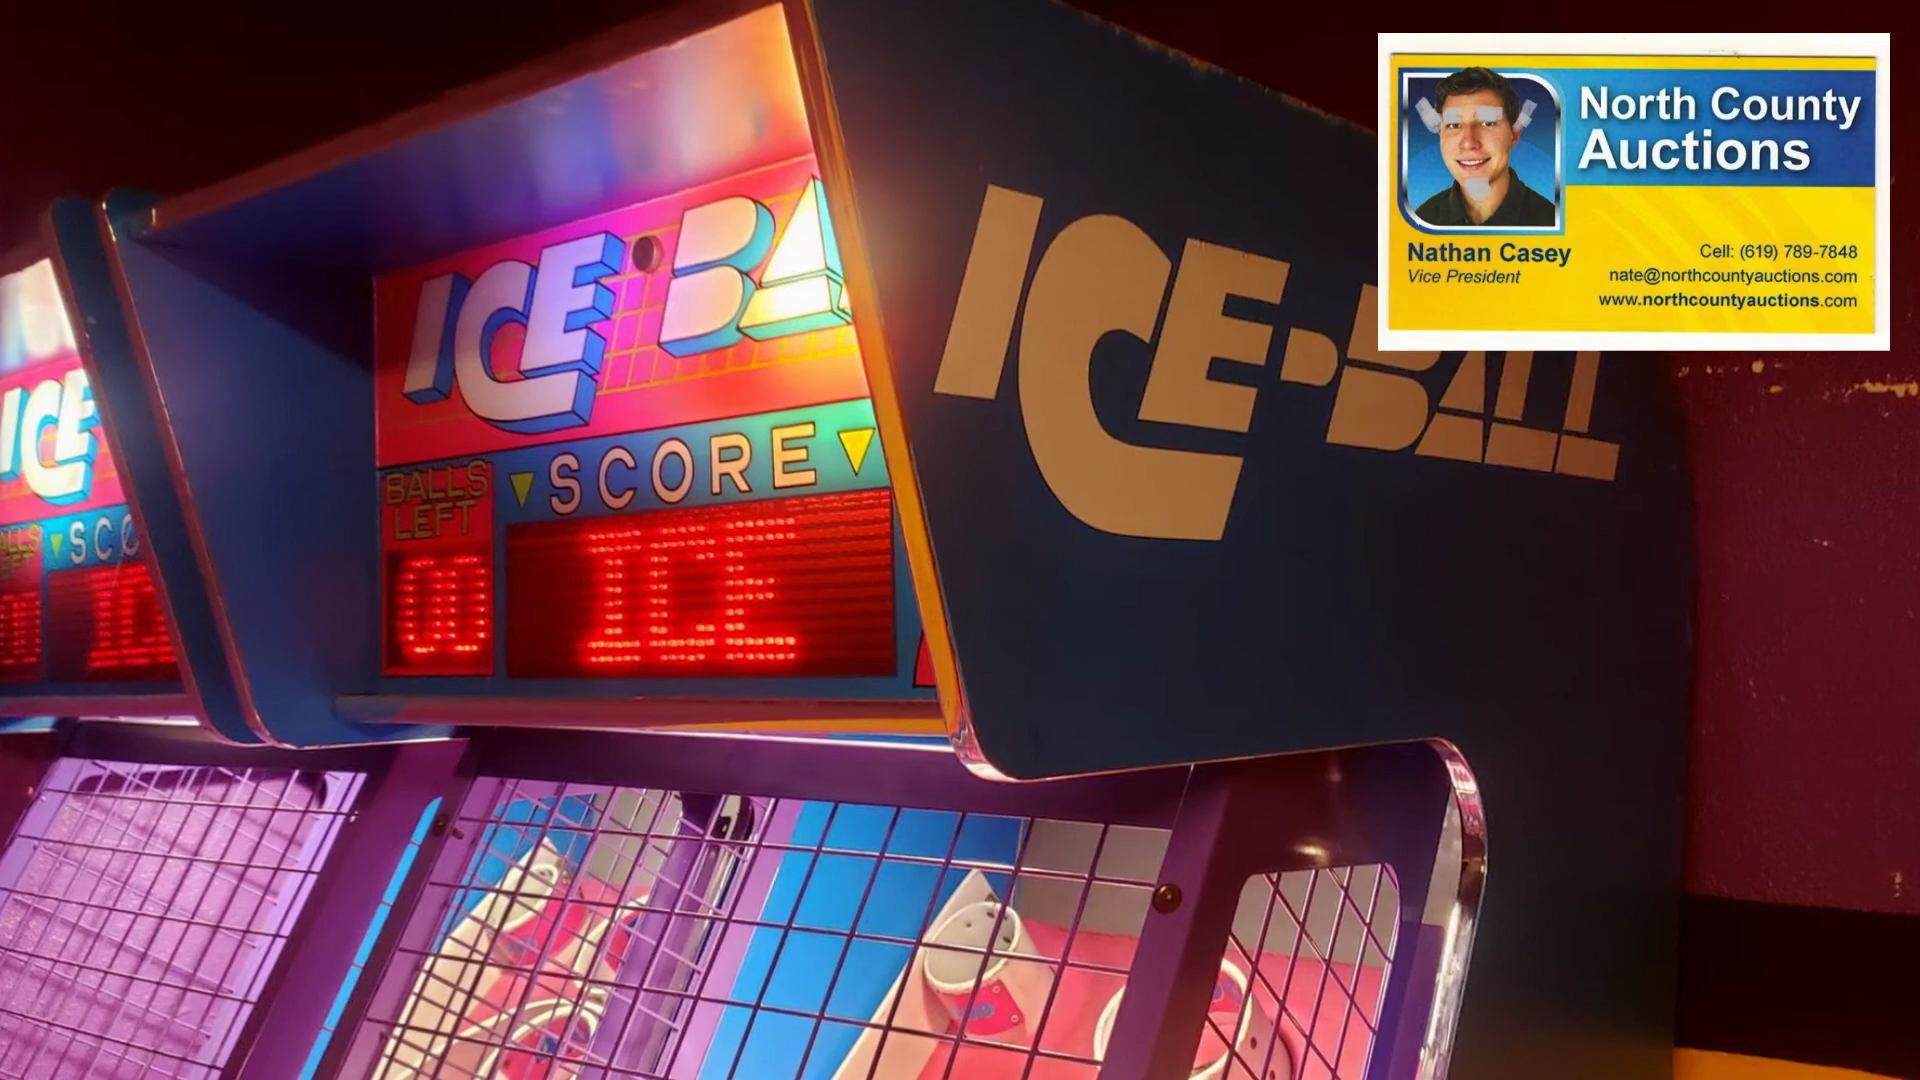 ICE-BA
SCORE
BALLS
LEFT
00
ICE
ICE-BALL
ICE
North County
Auctions
Nathan Casey
Vice President
Cell: (619) 789-7848
nate@northcountyauctions.com
www.northcountyauctions.com